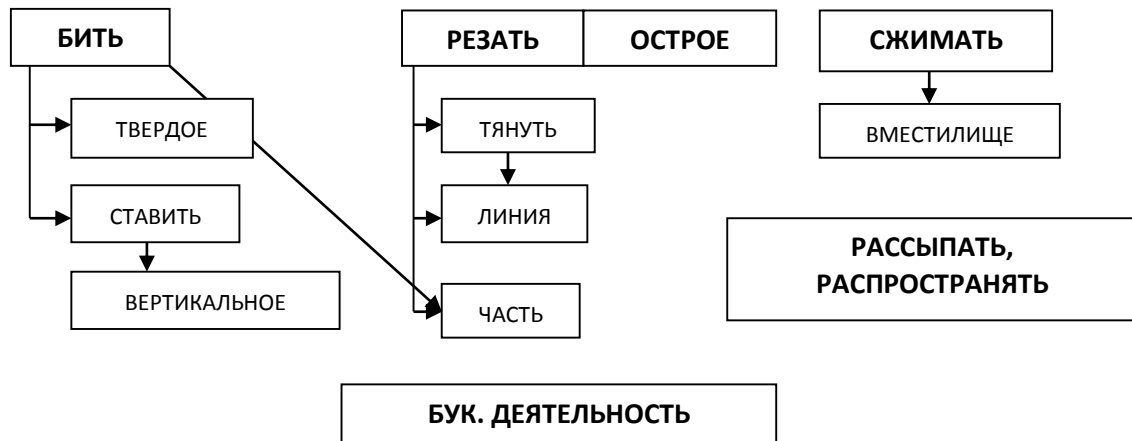 БИТЬ
РЕЗАТЬ
ОСТРОЕ
СЖИМАТЬ
ТВЕРДОЕ
ТЯНУТЬ
ВМЕСТИЛИЩЕ
СТАВИТЬ
ЛИНИЯ
РАССЫПАТЬ,
РАСПРОСТРАНЯТЬ
ВЕРТИКАЛЬНОЕ
ЧАСТЬ
БУК. ДЕЯТЕЛЬНОСТЬ